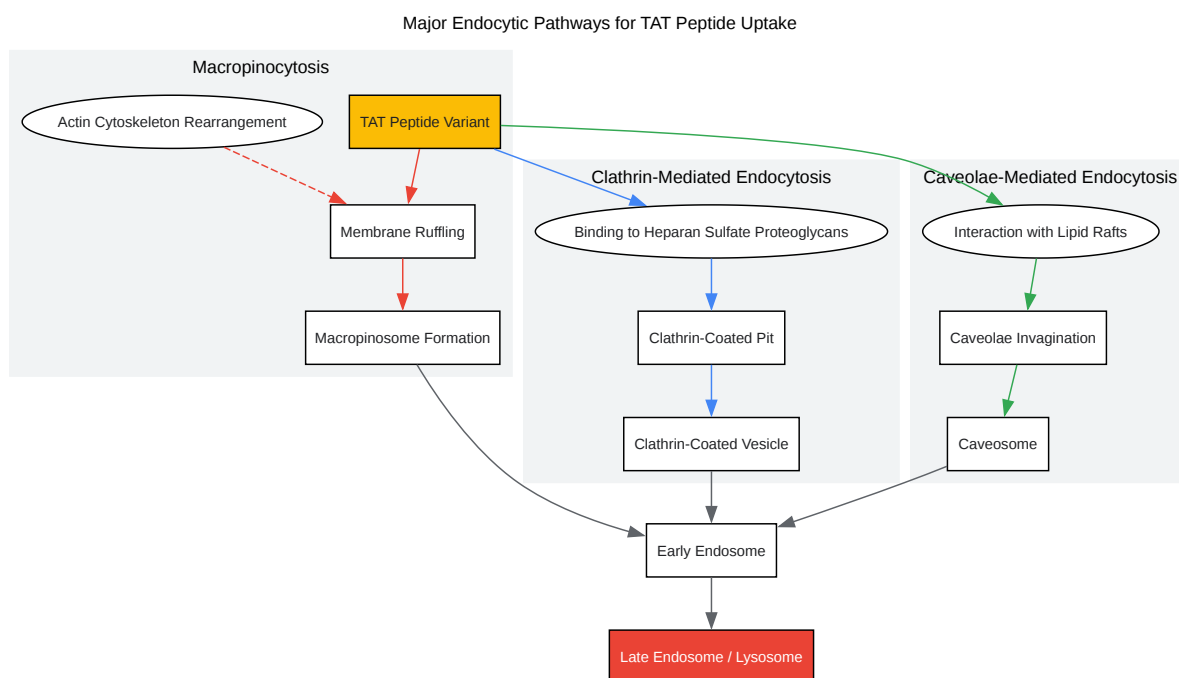 Major Endocytic Pathways for TAT Peptide Uptake
Macropinocytosis
Actin Cytoskeleton Rearrangement
TAT Peptide Variant
Membrane Ruffling
Macropinosome Formation
Clathrin-Mediated Endocytosis
Binding to Heparan Sulfate Proteoglycans
Clathrin-Coated Pit
Clathrin-Coated Vesicle
Caveolae-Mediated Endocytosis
Interaction with Lipid Rafts
Caveolae Invagination
Caveosome
Early Endosome
Late Endosome / Lysosome